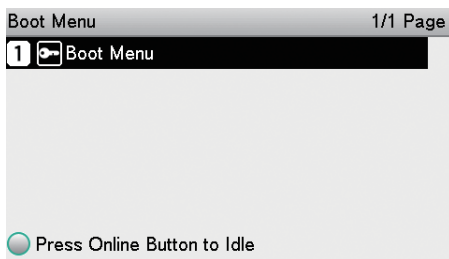 Boot Menu 1/1 Page
1 Boot Menu
Press Online Button to Idle